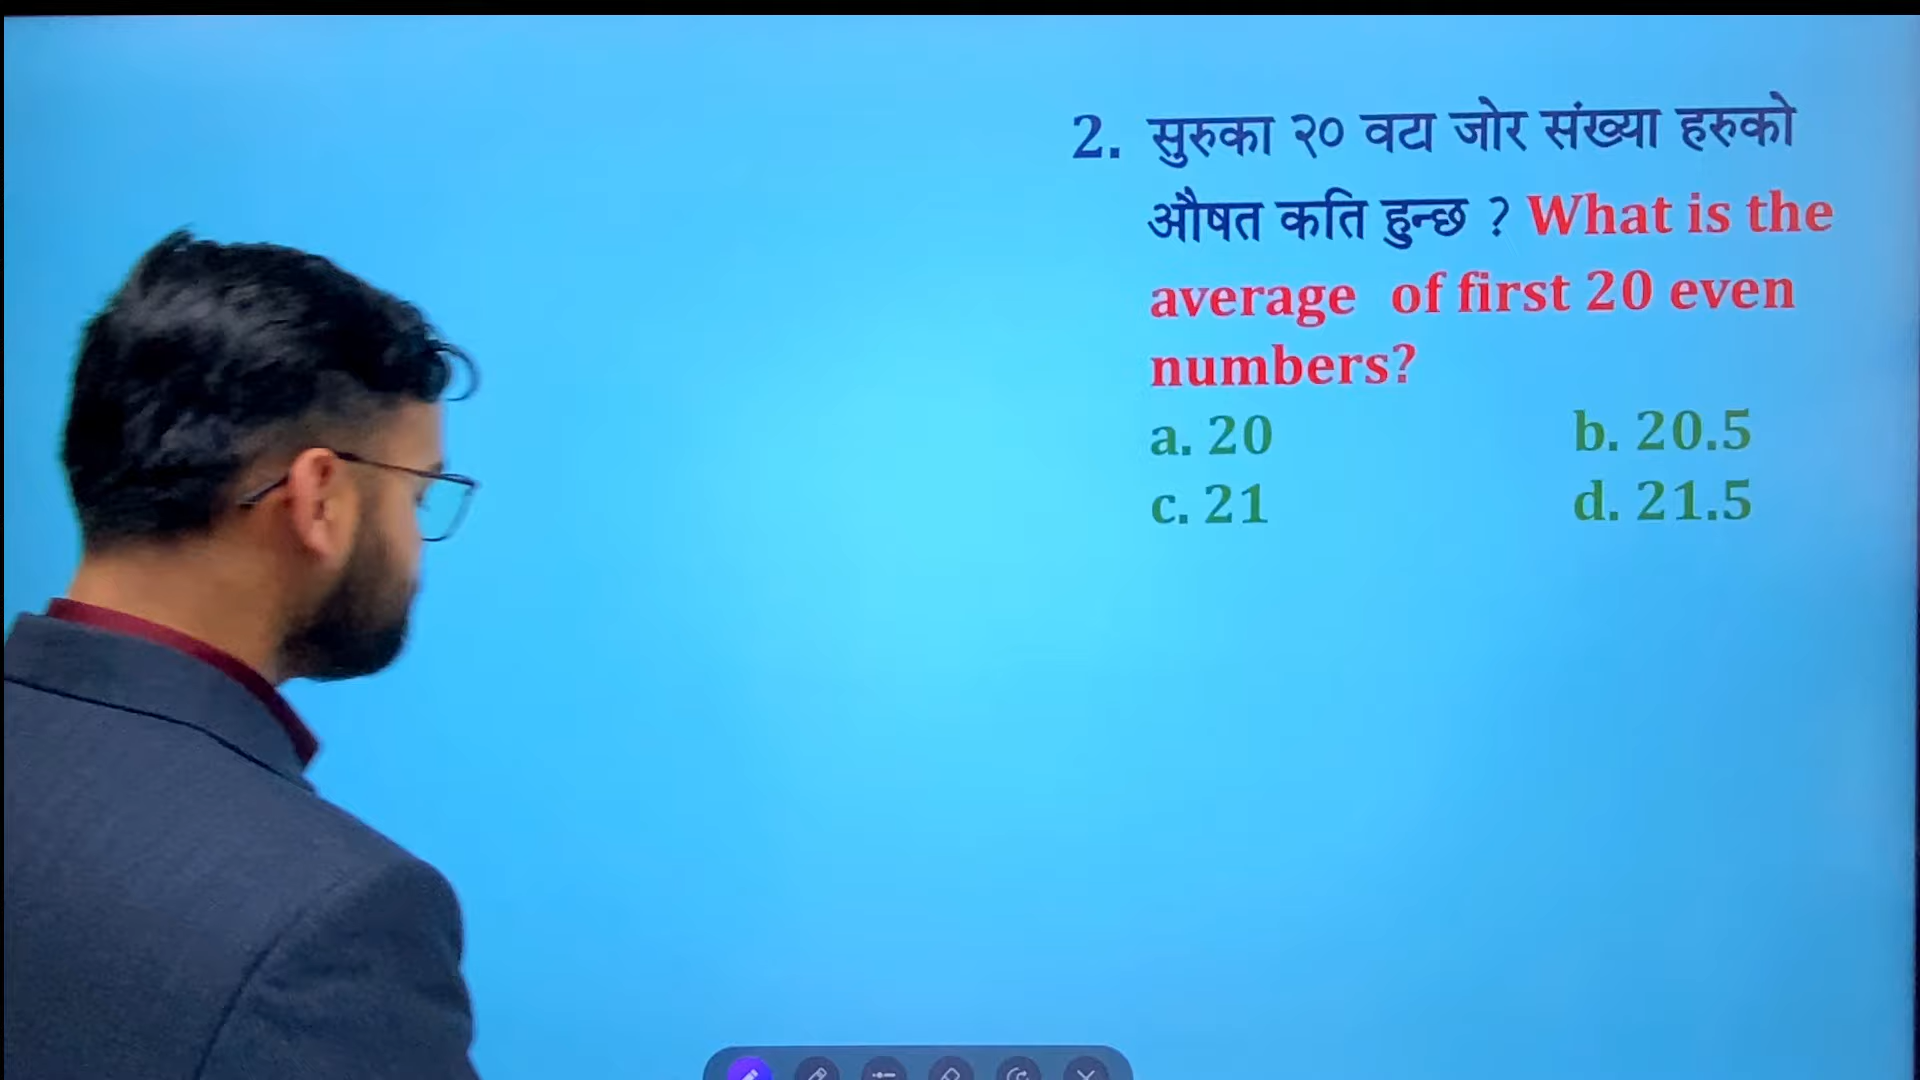 2. सुरुका २० वटा जोर संख्या हरुको
औषत कति हुन्छ ? What is the
average of first 20 even
numbers?
a. 20 b. 20.5
c. 21 d. 21.5